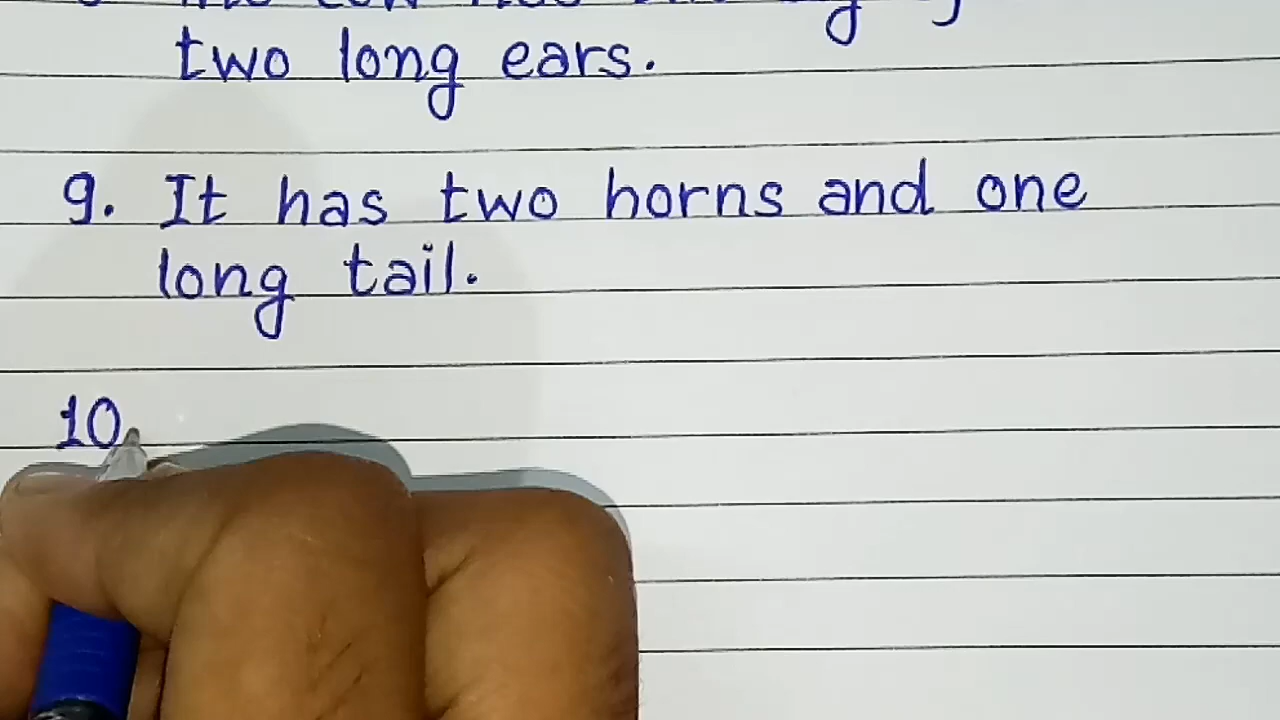 two long ears.
9. It has two horns and one
long tail.
10.